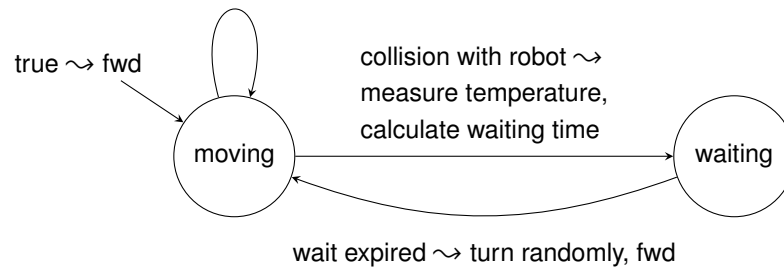 true ⤳ fwd
collision with robot ⤳
measure temperature,
calculate waiting time
moving
waiting
wait expired ⤳ turn randomly, fwd